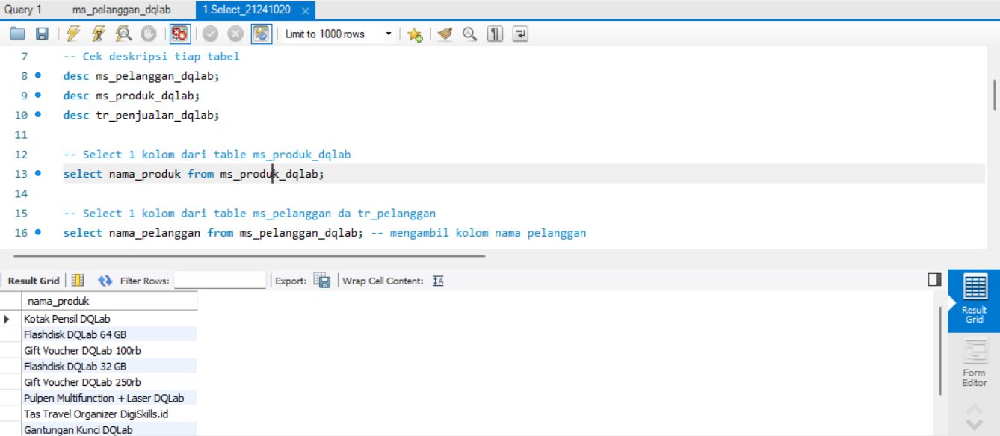 Query 1 ms_pelanggan_dqlab 1.Select_21241020
Limit to 1000 rows
7 -- Cek deskripsi tiap tabel
8 desc ms_pelanggan_dqlab;
9 desc ms_produk_dqlab;
10 desc tr_penjualan_dqlab;
11
12 -- Select 1 kolom dari table ms_produk_dqlab
13 select nama_produk from ms_produk_dqlab;
14
15 -- Select 1 kolom dari table ms_pelanggan da tr_pelanggan
16 select nama_pelanggan from ms_pelanggan_dqlab; -- mengambil kolom nama pelanggan
Result Grid Filter Rows: Export: Wrap Cell Content:
nama_produk
Kotak Pensil DQLab
Flashdisk DQLab 64 GB
Gift Voucher DQLab 100rb
Flashdisk DQLab 32 GB
Gift Voucher DQLab 250rb
Pulpen Multifunction + Laser DQLab
Tas Travel Organizer DigiSkills.id
Gantungan Kunci DQLab
Result
Grid
Form
Editor